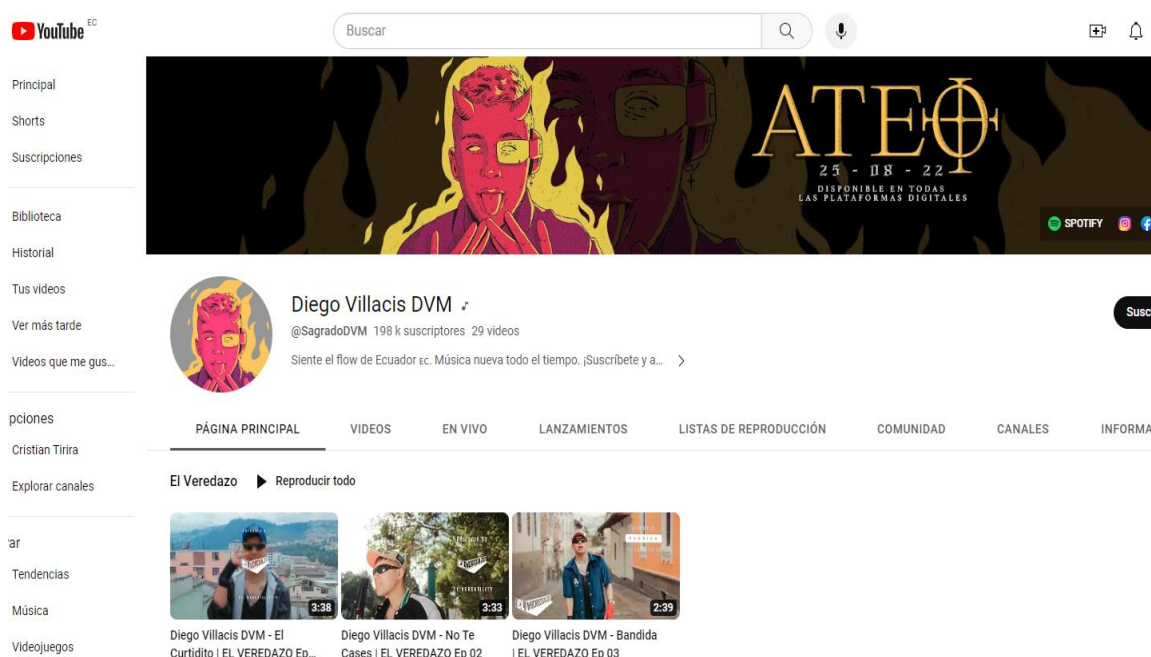 YouTube EC
Buscar
Principal
Shorts
Suscripciones
Biblioteca
Historial
Tus videos
Ver más tarde
Videos que me gus...
pciones
Cristian Tirira
Explorar canales
ar
Tendencias
Música
Videojuegos
ATEO
25 - 08 - 22
DISPONIBLE EN TODAS
LAS PLATAFORMAS DIGITALES
SPOTIFY
Diego Villacis DVM
Susc
@SagradoDVM 198 k suscriptores 29 videos
Siente el flow de Ecuador EC. Música nueva todo el tiempo. ¡Suscríbete y a...
PÁGINA PRINCIPAL VIDEOS EN VIVO LANZAMIENTOS LISTAS DE REPRODUCCIÓN COMUNIDAD CANALES INFORMA
El Veredazo Reproducir todo
3:38
3:33
2:39
Diego Villacis DVM - El
Curtidito | EL VEREDAZO Ep...
Diego Villacis DVM - No Te
Cases | EL VEREDAZO Ep 02
Diego Villacis DVM - Bandida
| EL VEREDAZO Ep 03